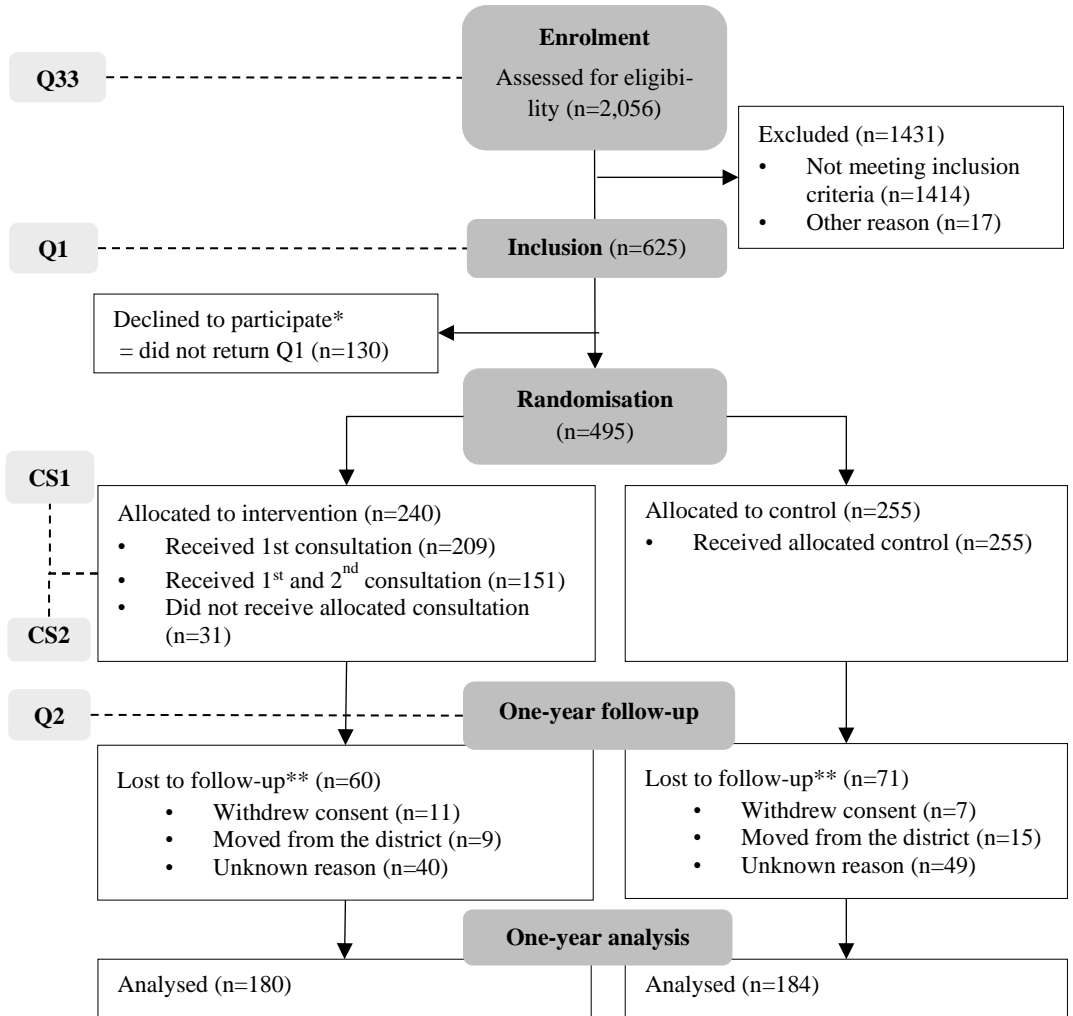 Enrolment
Assessed for eligibi-
lity (n=2,056)
Q33
Excluded (n=1431)
• Not meeting inclusion
criteria (n=1414)
• Other reason (n=17)
Q1
Inclusion (n=625)
Declined to participate*
= did not return Q1 (n=130)
Randomisation
(n=495)
CS1
CS2
Allocated to intervention (n=240)
• Received 1st consultation (n=209)
• Received 1st and 2nd consultation (n=151)
• Did not receive allocated consultation
(n=31)
Allocated to control (n=255)
• Received allocated control (n=255)
Q2
One-year follow-up
Lost to follow-up** (n=60)
• Withdrew consent (n=11)
• Moved from the district (n=9)
• Unknown reason (n=40)
Lost to follow-up** (n=71)
• Withdrew consent (n=7)
• Moved from the district (n=15)
• Unknown reason (n=49)
One-year analysis
Analysed (n=180)
Analysed (n=184)